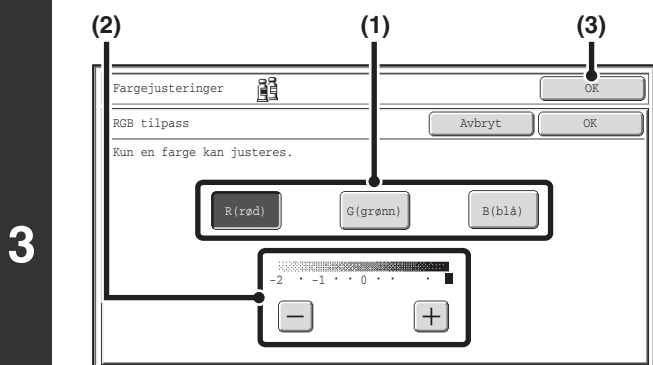 (2) (1) (3)
Fargejusteringer OK
RGB tilpass Avbryt OK
Kun en farge kan justeres.
R(rød) G(grønn) B(blå)
3
-2 · -1 · · 0 · · ·
− +